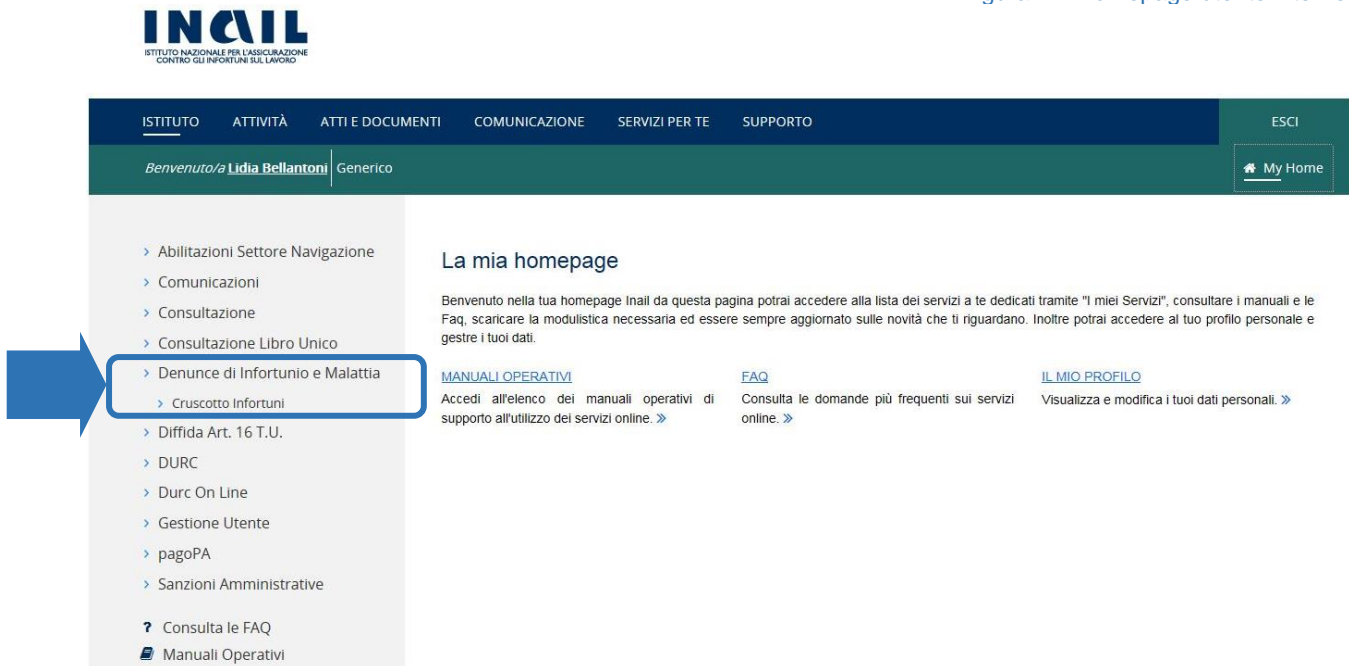 INAIL
ISTITUTO NAZIONALE PER L'ASSICURAZIONE
CONTRO GLI INFORTUNI SUL LAVORO
ISTITUTO ATTIVITÀ ATTI E DOCUMENTI COMUNICAZIONE SERVIZI PER TE SUPPORTO ESCI
Benvenuto/a Lidia Bellantoni Generico My Home
Abilitazioni Settore Navigazione
Comunicazioni
Consultazione
Consultazione Libro Unico
Denunce di Infortunio e Malattia
Cruscotto Infortuni
Diffida Art. 16 T.U.
DURC
Durc On Line
Gestione Utente
pagoPA
Sanzioni Amministrative
? Consulta le FAQ
Manuali Operativi
La mia homepage
Benvenuto nella tua homepage Inail da questa pagina potrai accedere alla lista dei servizi a te dedicati tramite "I miei Servizi", consultare i manuali e le
Faq, scaricare la modulistica necessaria ed essere sempre aggiornato sulle novità che ti riguardano. Inoltre potrai accedere al tuo profilo personale e
gestire i tuoi dati.
MANUALI OPERATIVI
Accedi all'elenco dei manuali operativi di
supporto all'utilizzo dei servizi online. »
FAQ
Consulta le domande più frequenti sui servizi
online. »
IL MIO PROFILO
Visualizza e modifica i tuoi dati personali. »